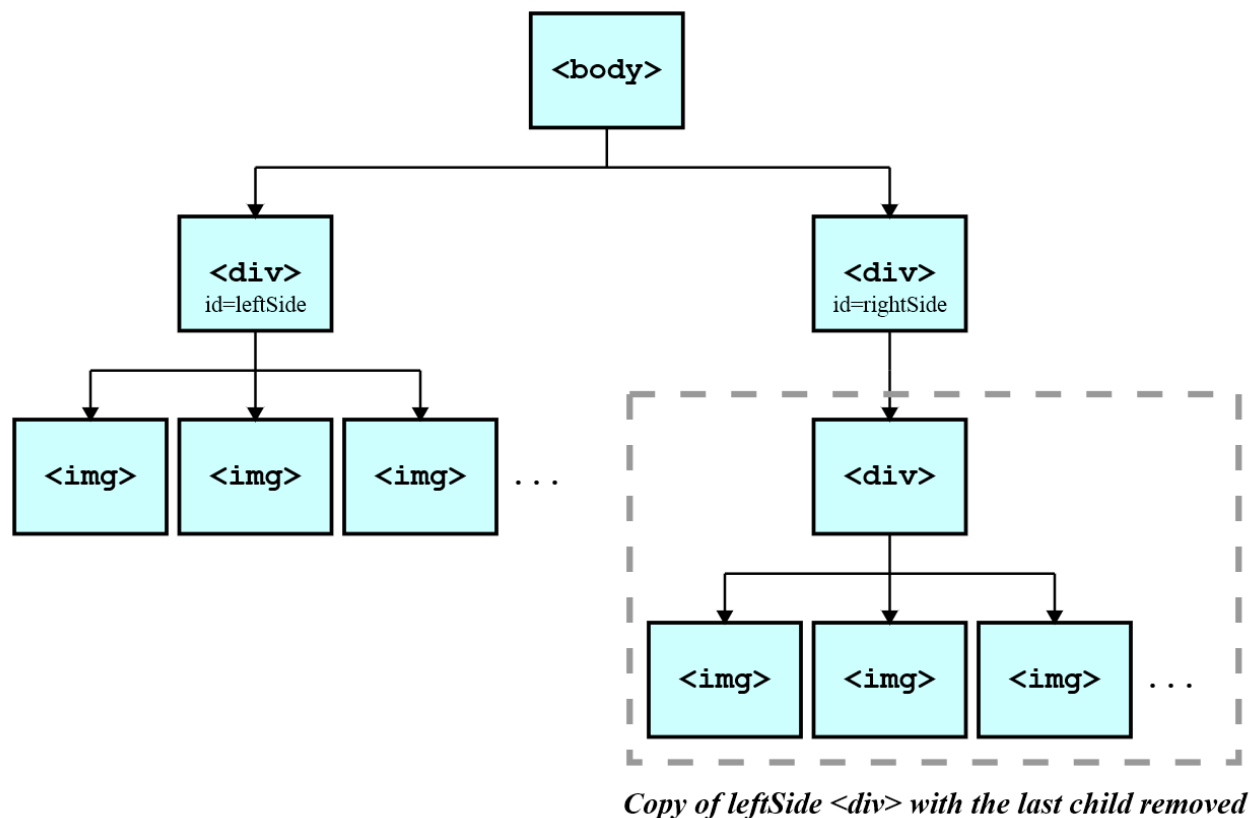 <body>
<div>
id=leftSide
<div>
id=rightSide
<img>
<img>
<img>
...
<div>
<img>
<img>
<img>
...
Copy of leftSide <div> with the last child removed